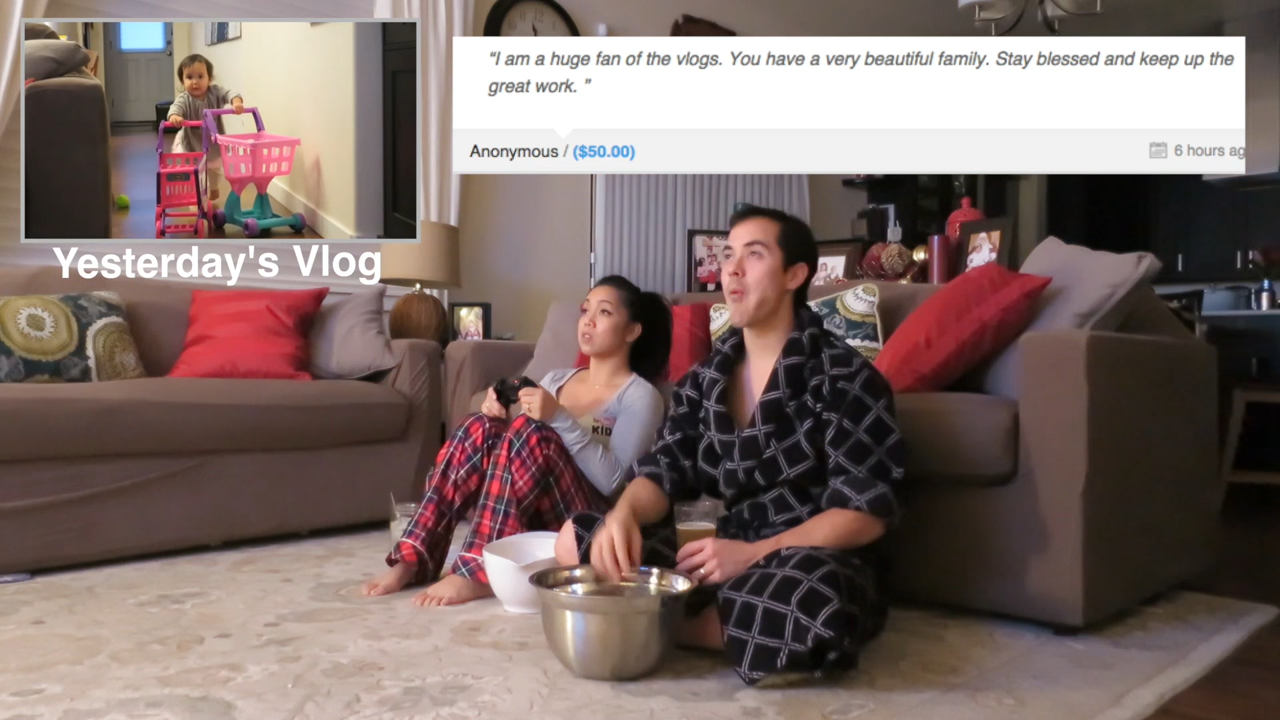 “I am a huge fan of the vlogs. You have a very beautiful family. Stay blessed and keep up the
great work. ”
Anonymous / ($50.00)
6 hours ag
Yesterday's Vlog
KID